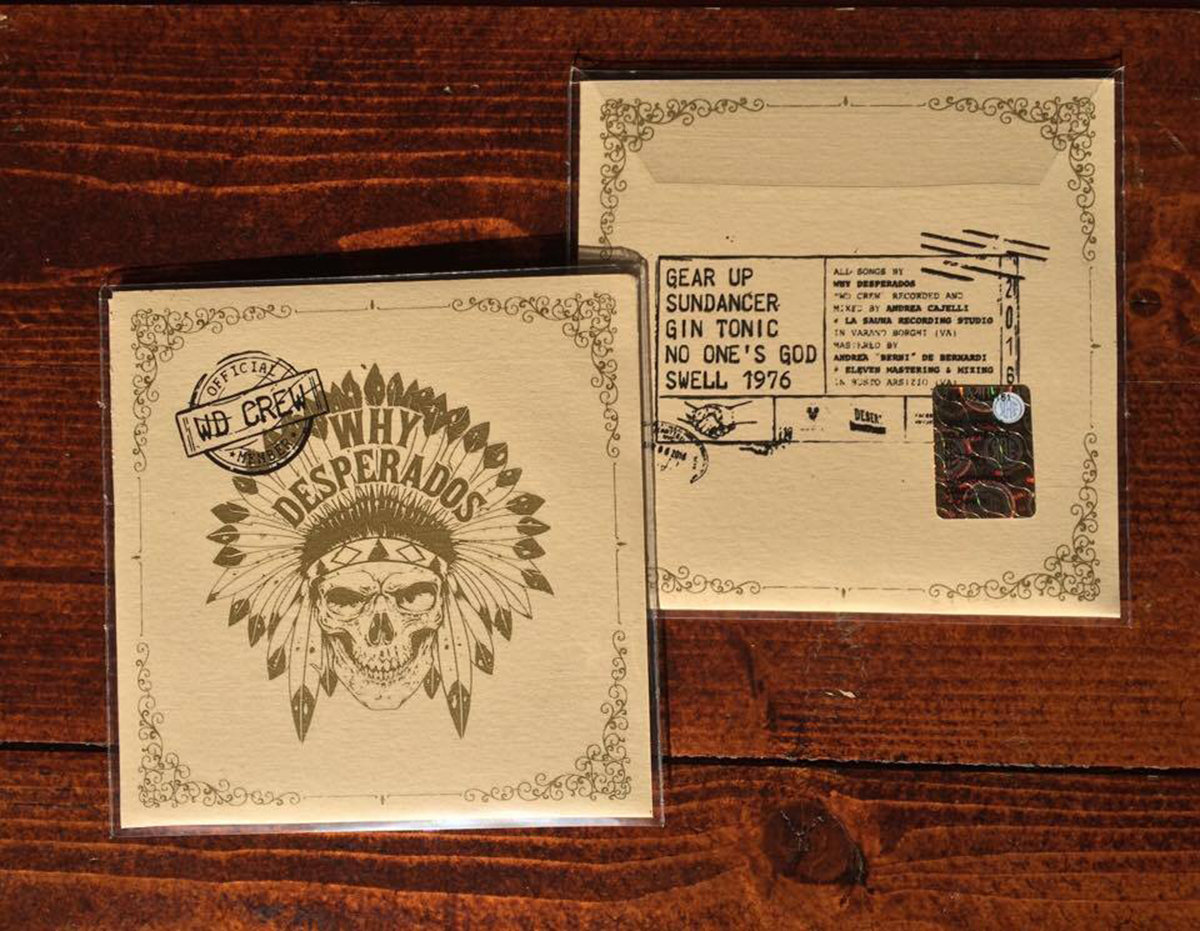 OFFICIAL
WD CREW
★MEMBER★
WHY
DESPERADOS
GEAR UP
SUNDANCER
GIN TONIC
NO ONE'S GOD
SWELL 1976
ALL SONGS BY
WHY DESPERADOS
"WD CREW" RECORDED AND
MIXED BY ANDREA CAJELLI
@ LA SAUNA RECORDING STUDIO
IN VARANO BORGHI (VA)
MASTERED BY
ANDREA "BERNI" DE BERNARDI
@ ELEVEN MASTERING & MIXING
IN BUSTO ARSIZIO (VA)
2016